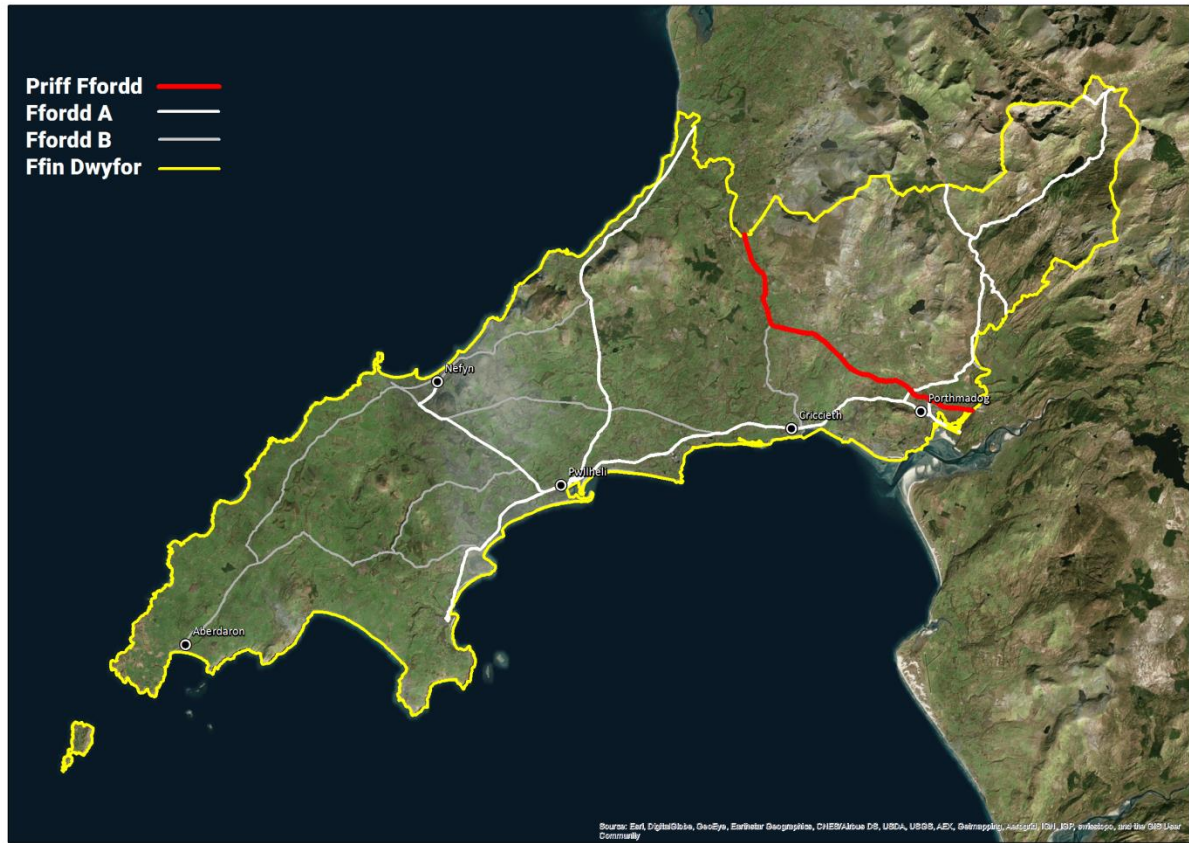 Priff Ffordd
Ffordd A
Ffordd B
Ffin Dwyfor
Nefyn
Porthmadog
Criccieth
Pwllheli
Aberdaron
Source: Esri, DigitalGlobe, GeoEye, Earthstar Geographics, CNES/Airbus DS, USDA, USGS, AEX, Getmapping, Aerogrid, IGN, IGP, swisstopo, and the GIS User
Community